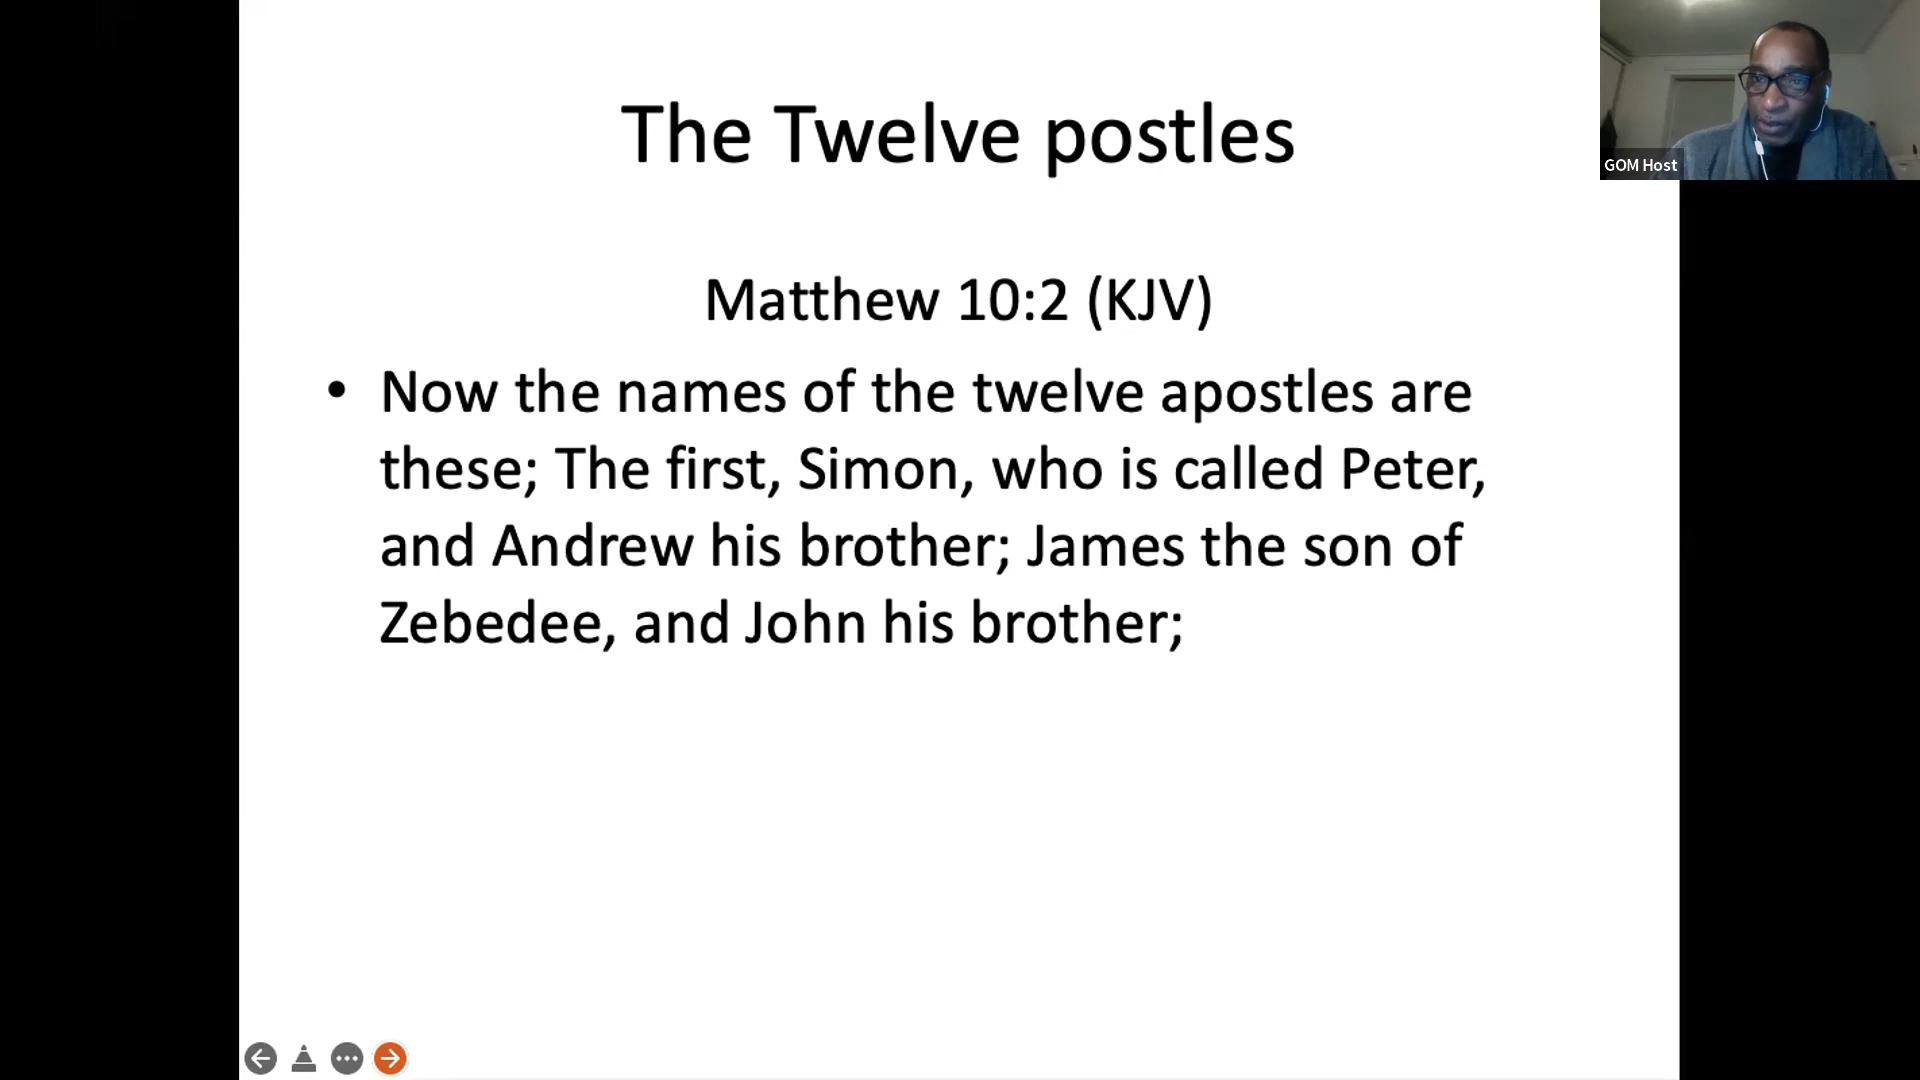 The Twelve postles
GOM Host
Matthew 10:2 (KJV)
• Now the names of the twelve apostles are
these; The first, Simon, who is called Peter,
and Andrew his brother; James the son of
Zebedee, and John his brother;